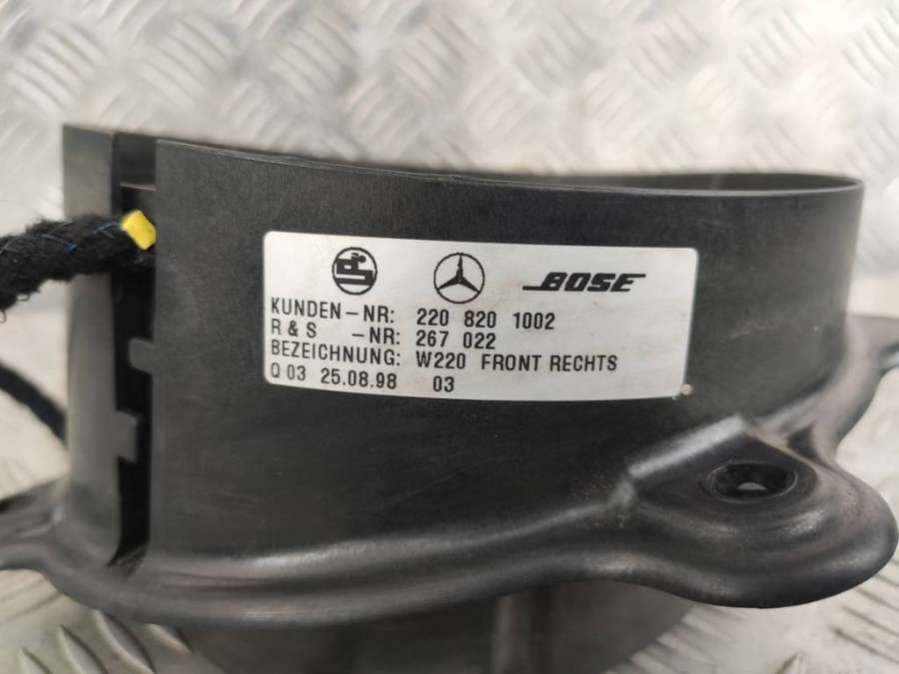 BOSE
KUNDEN-NR: 220 820 1002
R & S -NR: 267 022
BEZEICHNUNG: W220 FRONT RECHTS
Q 03 25.08.98 03